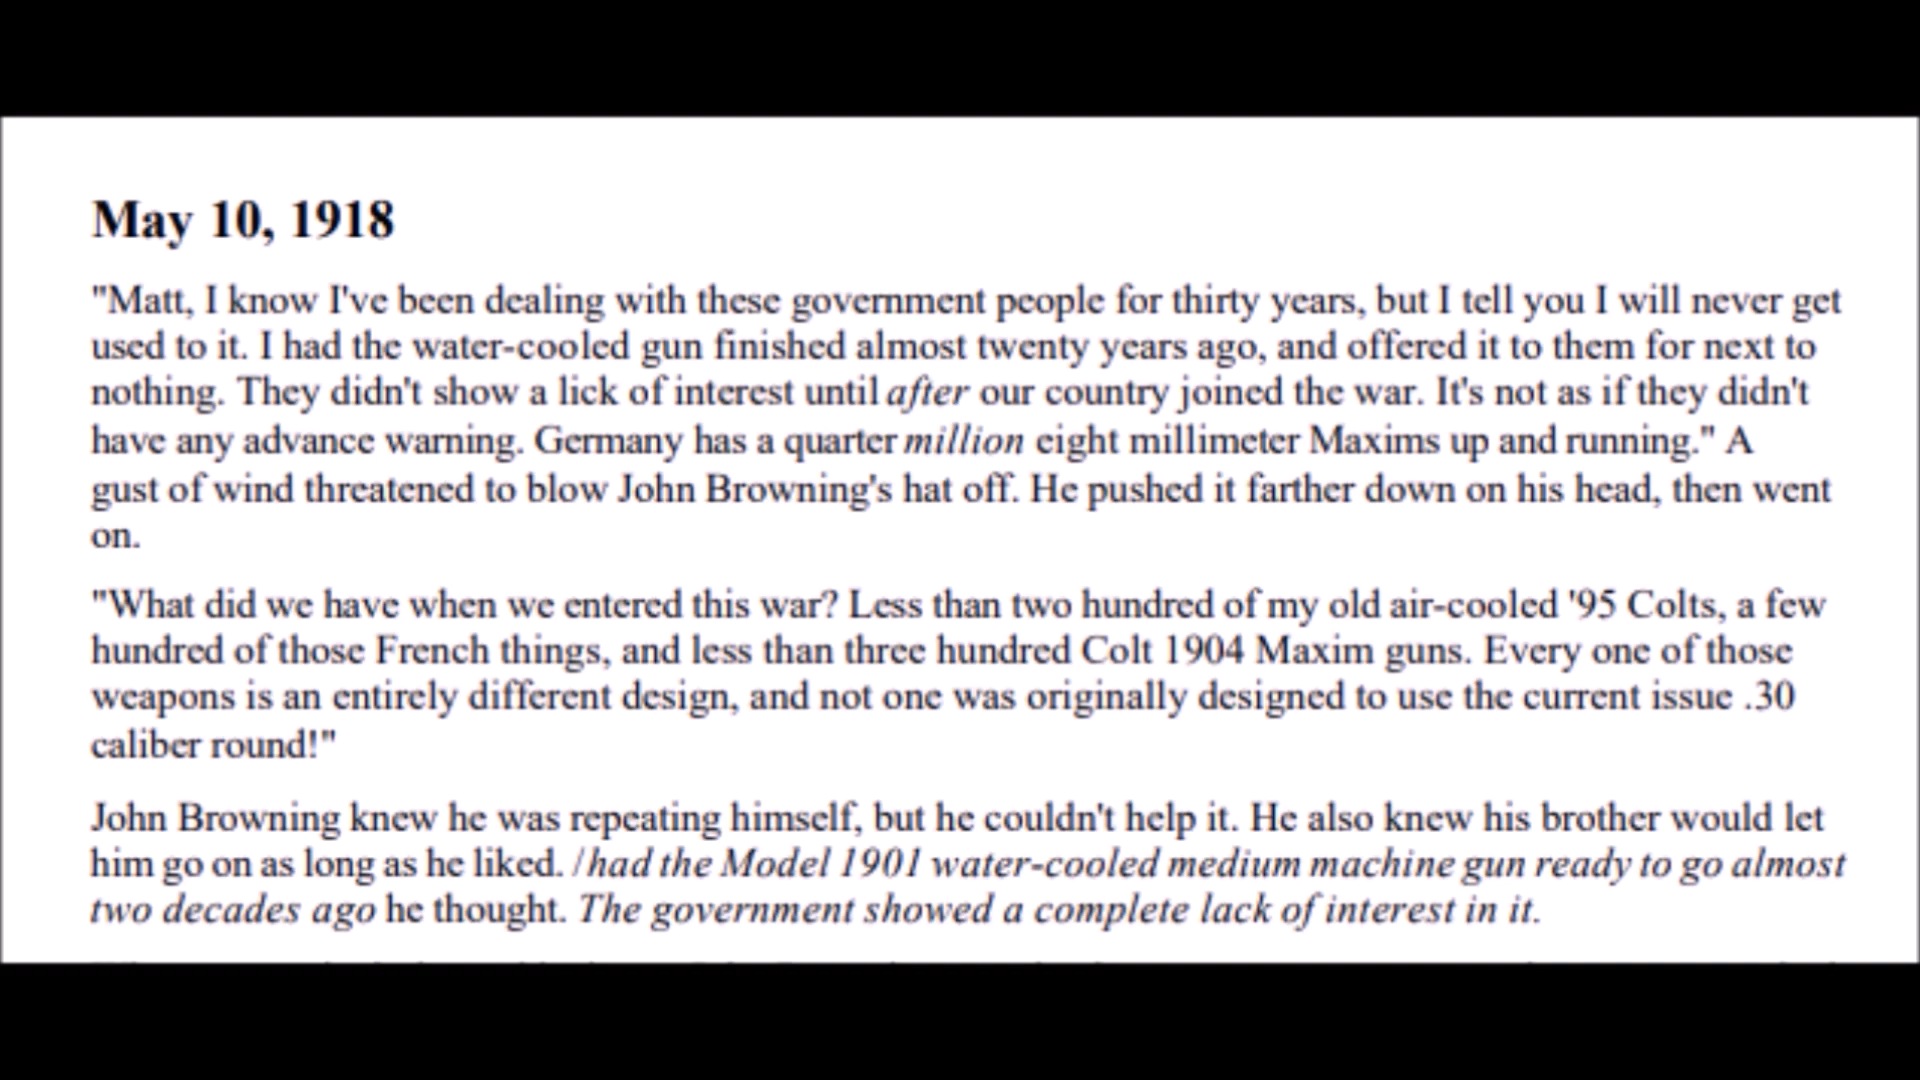 May 10, 1918
"Matt, I know I've been dealing with these government people for thirty years, but I tell you I will never get
used to it. I had the water-cooled gun finished almost twenty years ago, and offered it to them for next to
nothing. They didn't show a lick of interest until after our country joined the war. It's not as if they didn't
have any advance warning. Germany has a quarter million eight millimeter Maxims up and running." A
gust of wind threatened to blow John Browning's hat off. He pushed it farther down on his head, then went
on.
"What did we have when we entered this war? Less than two hundred of my old air-cooled '95 Colts, a few
hundred of those French things, and less than three hundred Colt 1904 Maxim guns. Every one of those
weapons is an entirely different design, and not one was originally designed to use the current issue .30
caliber round!"
John Browning knew he was repeating himself, but he couldn't help it. He also knew his brother would let
him go on as long as he liked. /had the Model 1901 water-cooled medium machine gun ready to go almost
two decades ago he thought. The government showed a complete lack of interest in it.